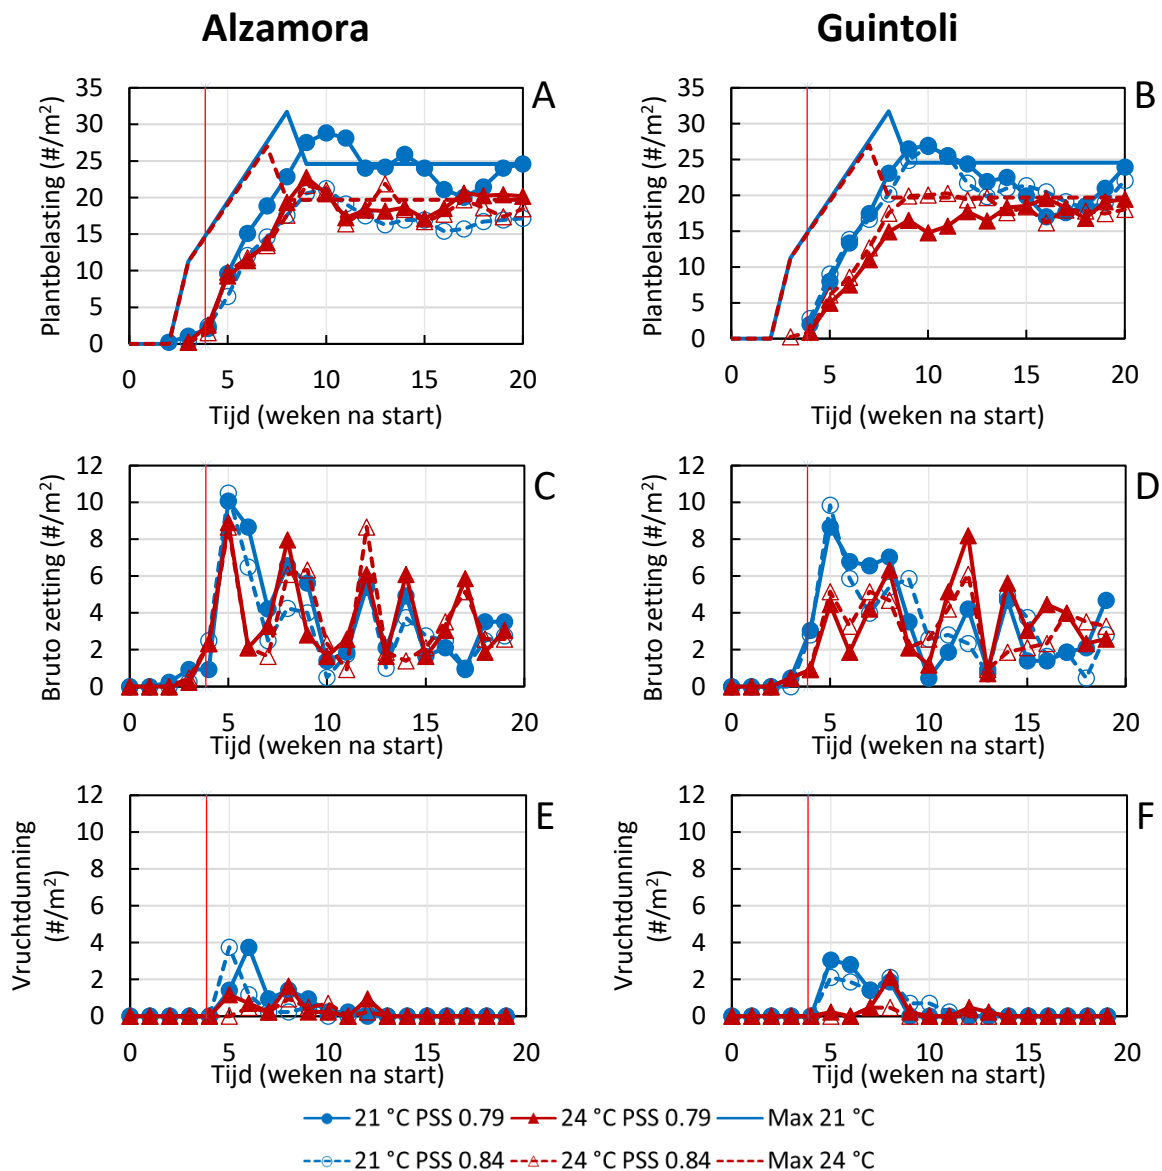 Alzamora
Guintoli
Plantbelasting (#/m²)
35
30
25
20
15
10
5
0
A
0 5 10 15 20
Tijd (weken na start)
Plantbelasting (#/m²)
35
30
25
20
15
10
5
0
B
0 5 10 15 20
Tijd (weken na start)
Bruto zetting (#/m²)
12
10
8
6
4
2
0
C
0 5 10 15 20
Tijd (weken na start)
Bruto zetting (#/m²)
12
10
8
6
4
2
0
D
0 5 10 15 20
Tijd (weken na start)
Vruchtdunning
(#/m²)
12
10
8
6
4
2
0
E
0 5 10 15 20
Tijd (weken na start)
Vruchtdunning
(#/m²)
12
10
8
6
4
2
0
F
0 5 10 15 20
Tijd (weken na start)
21 °C PSS 0.79 24 °C PSS 0.79 Max 21 °C
21 °C PSS 0.84 24 °C PSS 0.84 Max 24 °C